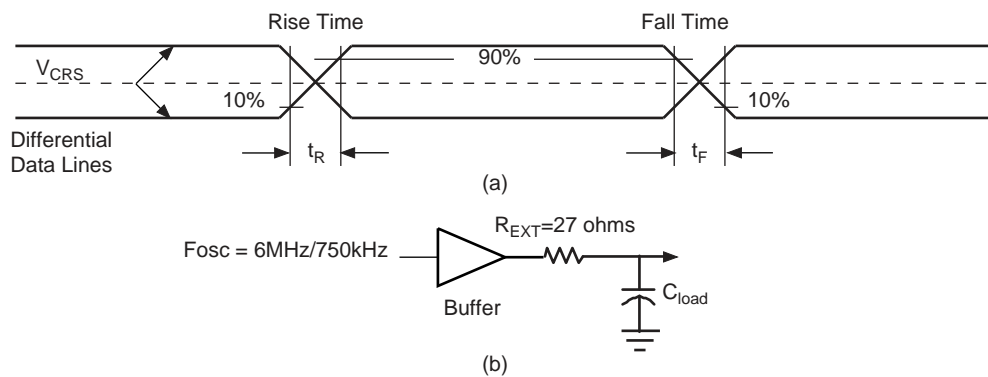 Rise Time
Fall Time
VCRS
90%
10%
10%
Differential
Data Lines
tR
tF
(a)
REXT=27 ohms
Fosc = 6MHz/750kHz
Buffer
Cload
(b)